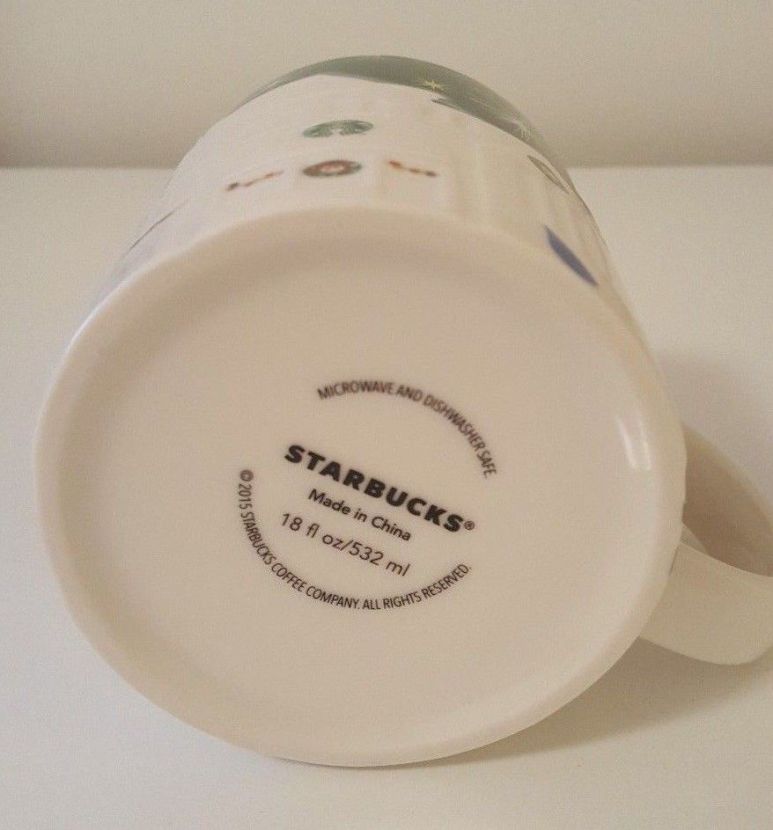 MICROWAVE AND DISHWASHER SAFE.
STARBUCKS®
Made in China
18 fl oz/532 ml
© 2015 STARBUCKS COFFEE COMPANY. ALL RIGHTS RESERVED.